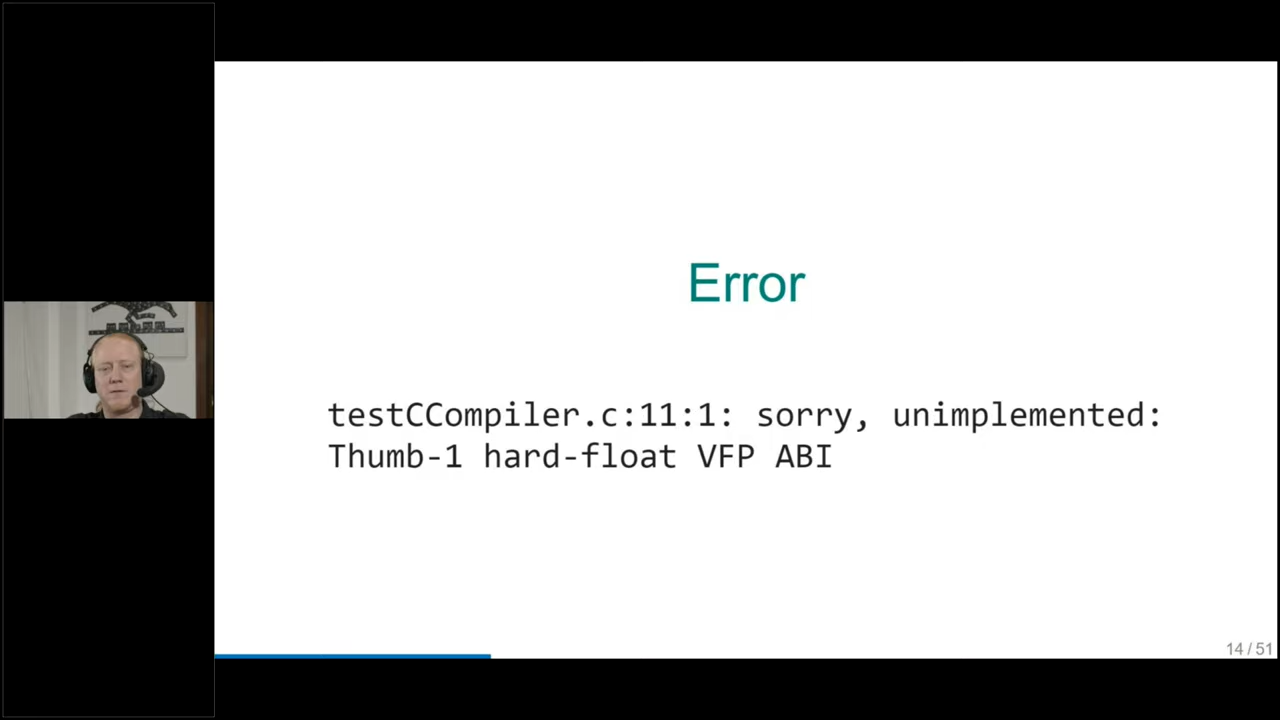 Error
testCCompiler.c:11:1: sorry, unimplemented:
Thumb-1 hard-float VFP ABI
14 / 51